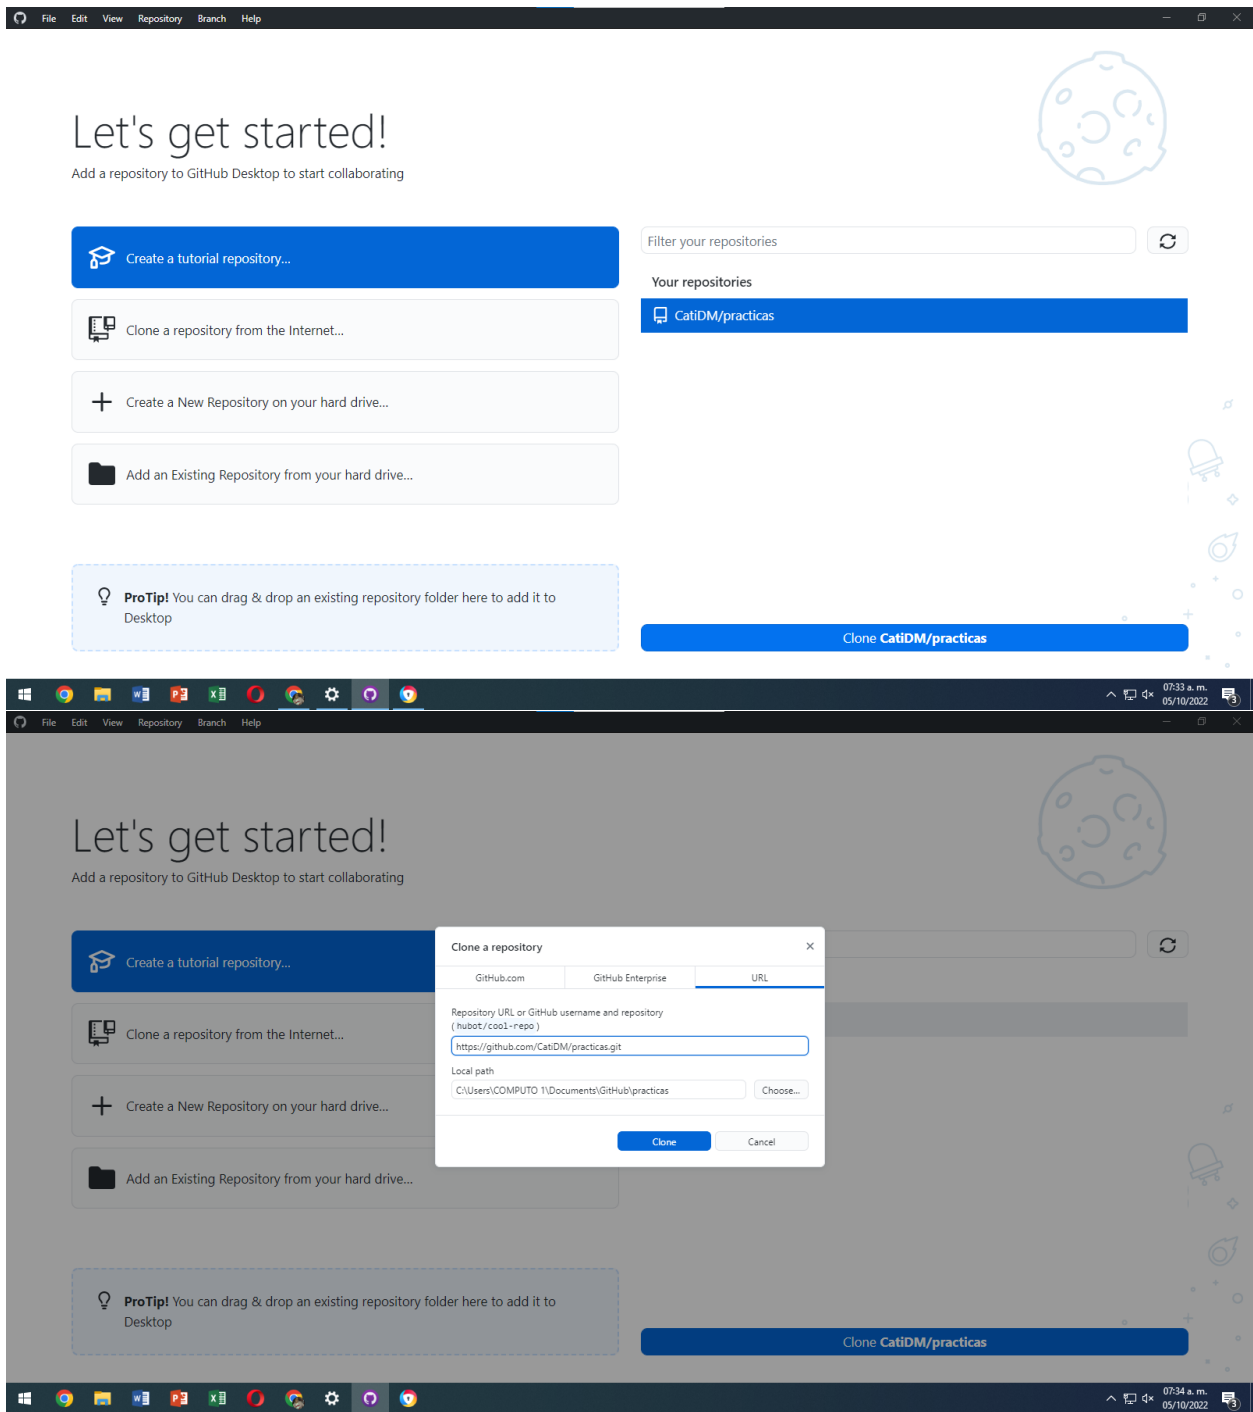 File Edit View Repository Branch Help
Let's get started!
Add a repository to GitHub Desktop to start collaborating
Create a tutorial repository...
Clone a repository from the Internet...
Create a New Repository on your hard drive...
Add an Existing Repository from your hard drive...
ProTip! You can drag & drop an existing repository folder here to add it to
Desktop
Filter your repositories
Your repositories
CatiDM/practicas
Clone CatiDM/practicas
07:33 a. m.
05/10/2022
3
File Edit View Repository Branch Help
Let's get started!
Add a repository to GitHub Desktop to start collaborating
Create a tutorial repository...
Clone a repository from the Internet...
Create a New Repository on your hard drive...
Add an Existing Repository from your hard drive...
ProTip! You can drag & drop an existing repository folder here to add it to
Desktop
Clone a repository
GitHub.com GitHub Enterprise URL
Repository URL or GitHub username and repository
(hubot/cool-repo)
https://github.com/CatiDM/practicas.git
Local path
C:\Users\COMPUTO 1\Documents\GitHub\practicas Choose...
Clone Cancel
Clone CatiDM/practicas
07:34 a. m.
05/10/2022
3